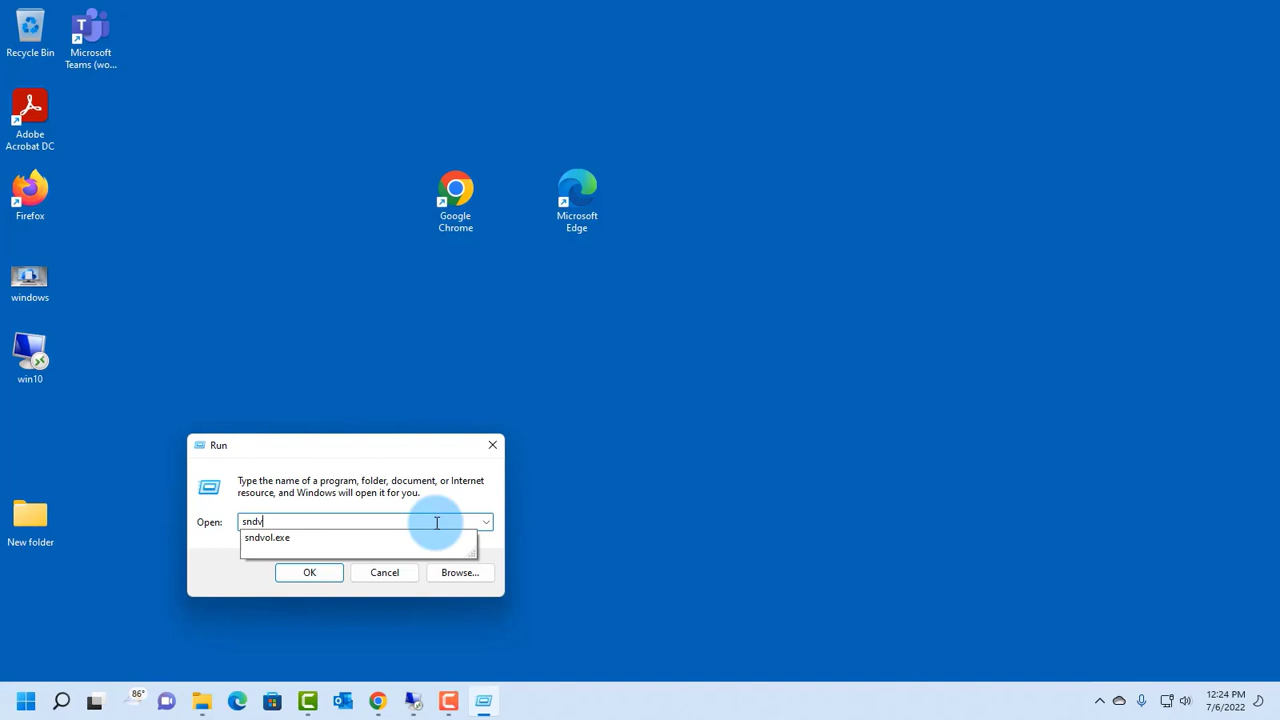 Recycle Bin
Microsoft
Teams (wo...
Adobe
Acrobat DC
Firefox
Google
Chrome
Microsoft
Edge
windows
win10
New folder
Run
Type the name of a program, folder, document, or Internet
resource, and Windows will open it for you.
Open:
sndv
sndvol.exe
OK
Cancel
Browse...
86°
12:24 PM
7/6/2022